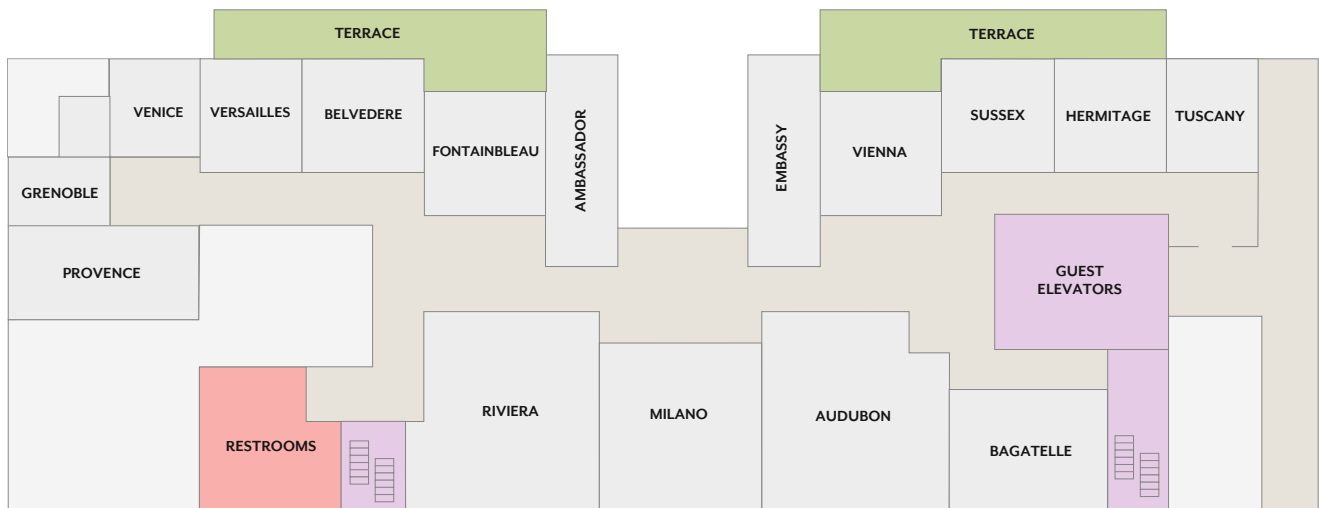 TERRACE
TERRACE
VENICE
VERSAILLES
BELVEDERE
FONTAINBLEAU
AMBASSADOR
EMBASSY
VIENNA
SUSSEX
HERMITAGE
TUSCANY
GRENOBLE
PROVENCE
GUEST
ELEVATORS
RESTROOMS
RIVIERA
MILANO
AUDUBON
BAGATELLE